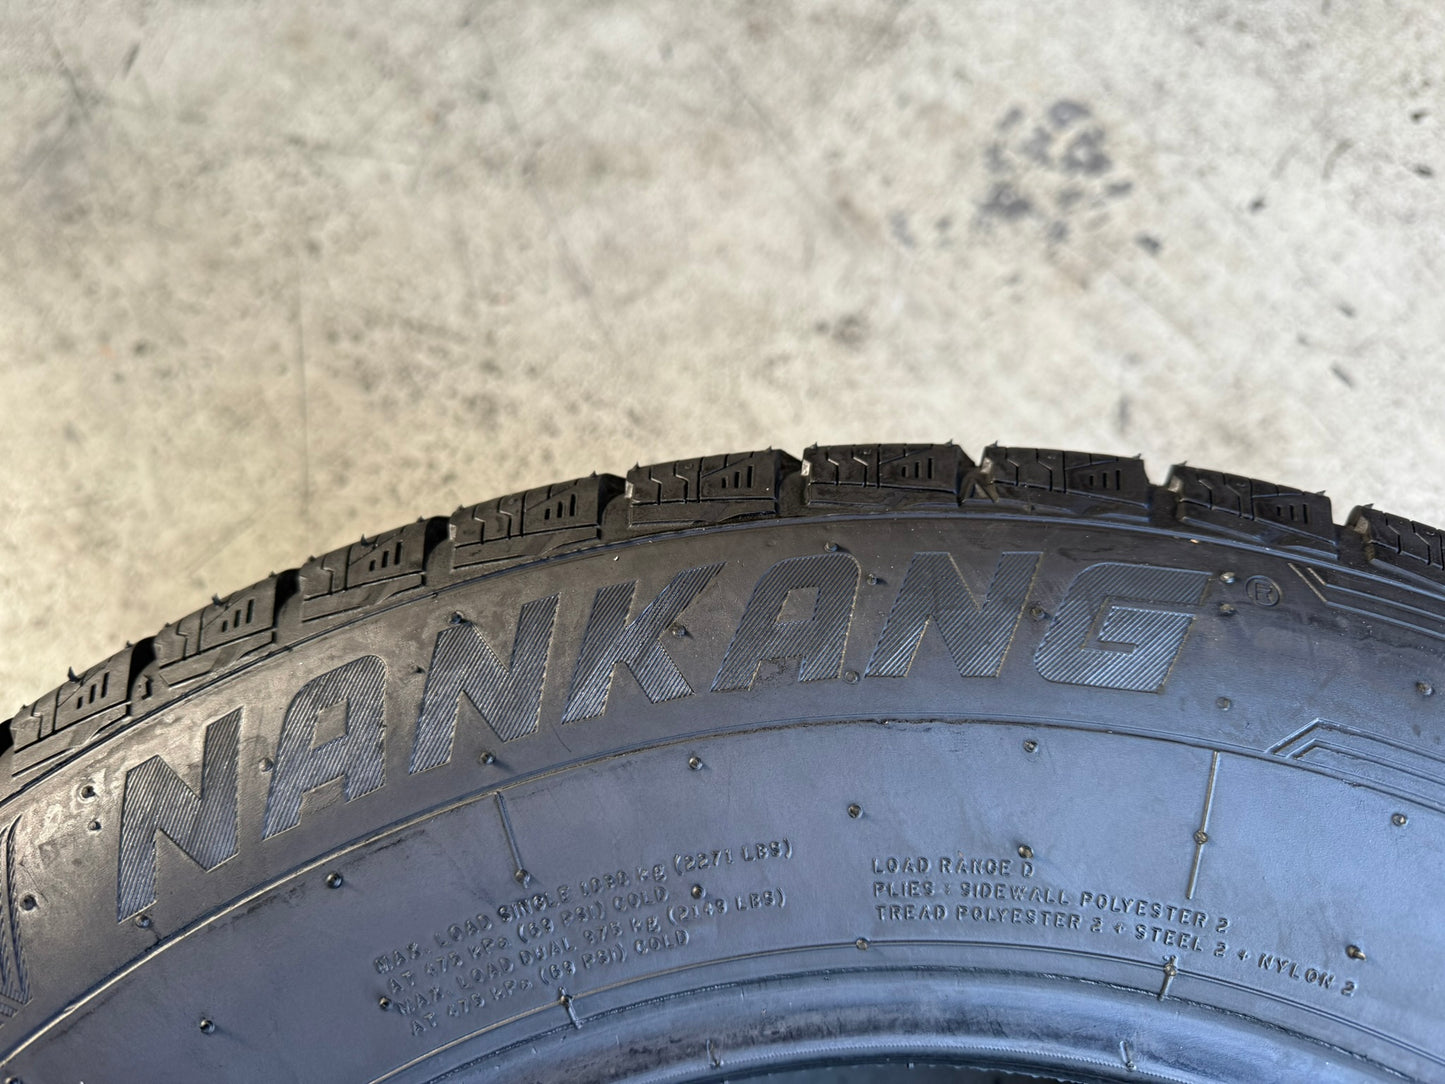 NANKANG ®
MAX. LOAD SINGLE 1030 kg (2271 LBS)
AT 475 KPa (69 PSI) COLD
MAX. LOAD DUAL 975 kg (2149 LBS)
AT 475 KPa (69 PSI) COLD
LOAD RANGE D
PLIES : SIDEWALL POLYESTER 2
TREAD POLYESTER 2 + STEEL 2 + NYLON 2